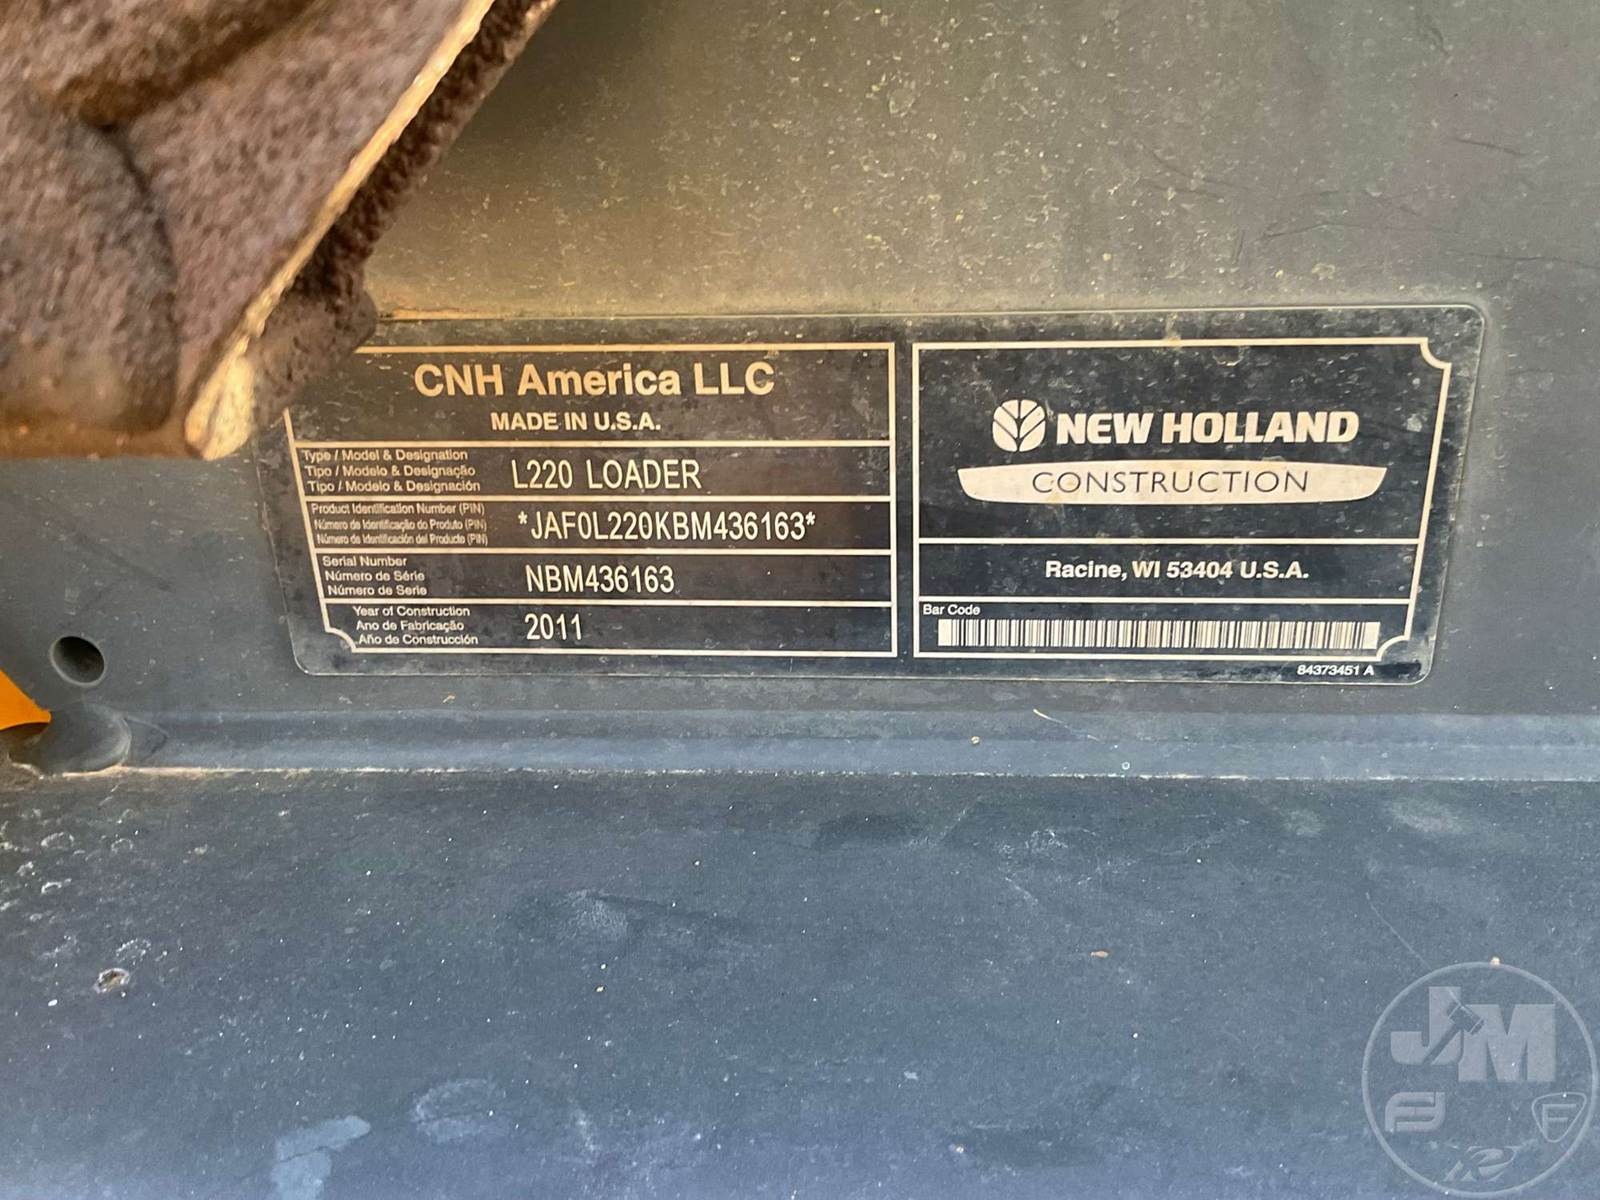 CNH America LLC
MADE IN U.S.A.
Type / Model & Designation
Tipo / Modelo & Designação
Tipo / Modelo & Designación
L220 LOADER
Product Identification Number (PIN)
Número de Identificação do Produto (PIN)
Número de Identificación del Producto (PIN)
*JAF0L220KBM436163*
Serial Number
Número de Série
Número de Serie
NBM436163
Year of Construction
Ano de Fabricação
Año de Construcción
2011
NEW HOLLAND
CONSTRUCTION
Racine, WI 53404 U.S.A.
Bar Code
84373451 A
JM